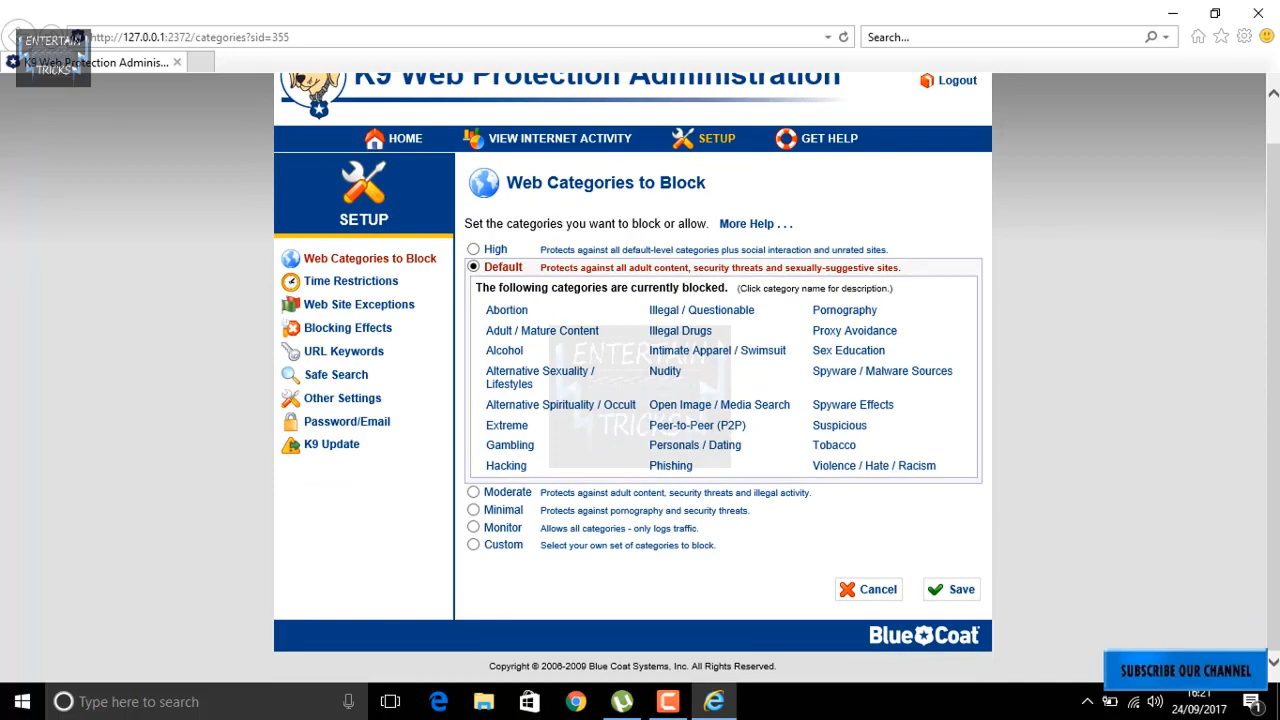 http://127.0.0.1:2372/categories?sid=355
Search...
K9 Web Protection Adminis...
ENTERTAIN
TRICKS
K9 Web Protection Administration
Logout
HOME
VIEW INTERNET ACTIVITY
SETUP
GET HELP
SETUP
Web Categories to Block
Time Restrictions
Web Site Exceptions
Blocking Effects
URL Keywords
Safe Search
Other Settings
Password/Email
K9 Update
Web Categories to Block
Set the categories you want to block or allow. More Help . . .
High Protects against all default-level categories plus social interaction and unrated sites.
Default Protects against all adult content, security threats and sexually-suggestive sites.
The following categories are currently blocked. (Click category name for description.)
Abortion Illegal / Questionable Pornography
Adult / Mature Content Illegal Drugs Proxy Avoidance
Alcohol Intimate Apparel / Swimsuit Sex Education
Alternative Sexuality / Nudity Spyware / Malware Sources
Lifestyles
Alternative Spirituality / Occult Open Image / Media Search Spyware Effects
Extreme Peer-to-Peer (P2P) Suspicious
Gambling Personals / Dating Tobacco
Hacking Phishing Violence / Hate / Racism
ENTERTAIN
TRICKS
Moderate Protects against adult content, security threats and illegal activity.
Minimal Protects against pornography and security threats.
Monitor Allows all categories - only logs traffic.
Custom Select your own set of categories to block.
Cancel Save
Blue Coat
Copyright © 2006-2009 Blue Coat Systems, Inc. All Rights Reserved.
SUBSCRIBE OUR CHANNEL
Type here to search
16:21
24/09/2017
1